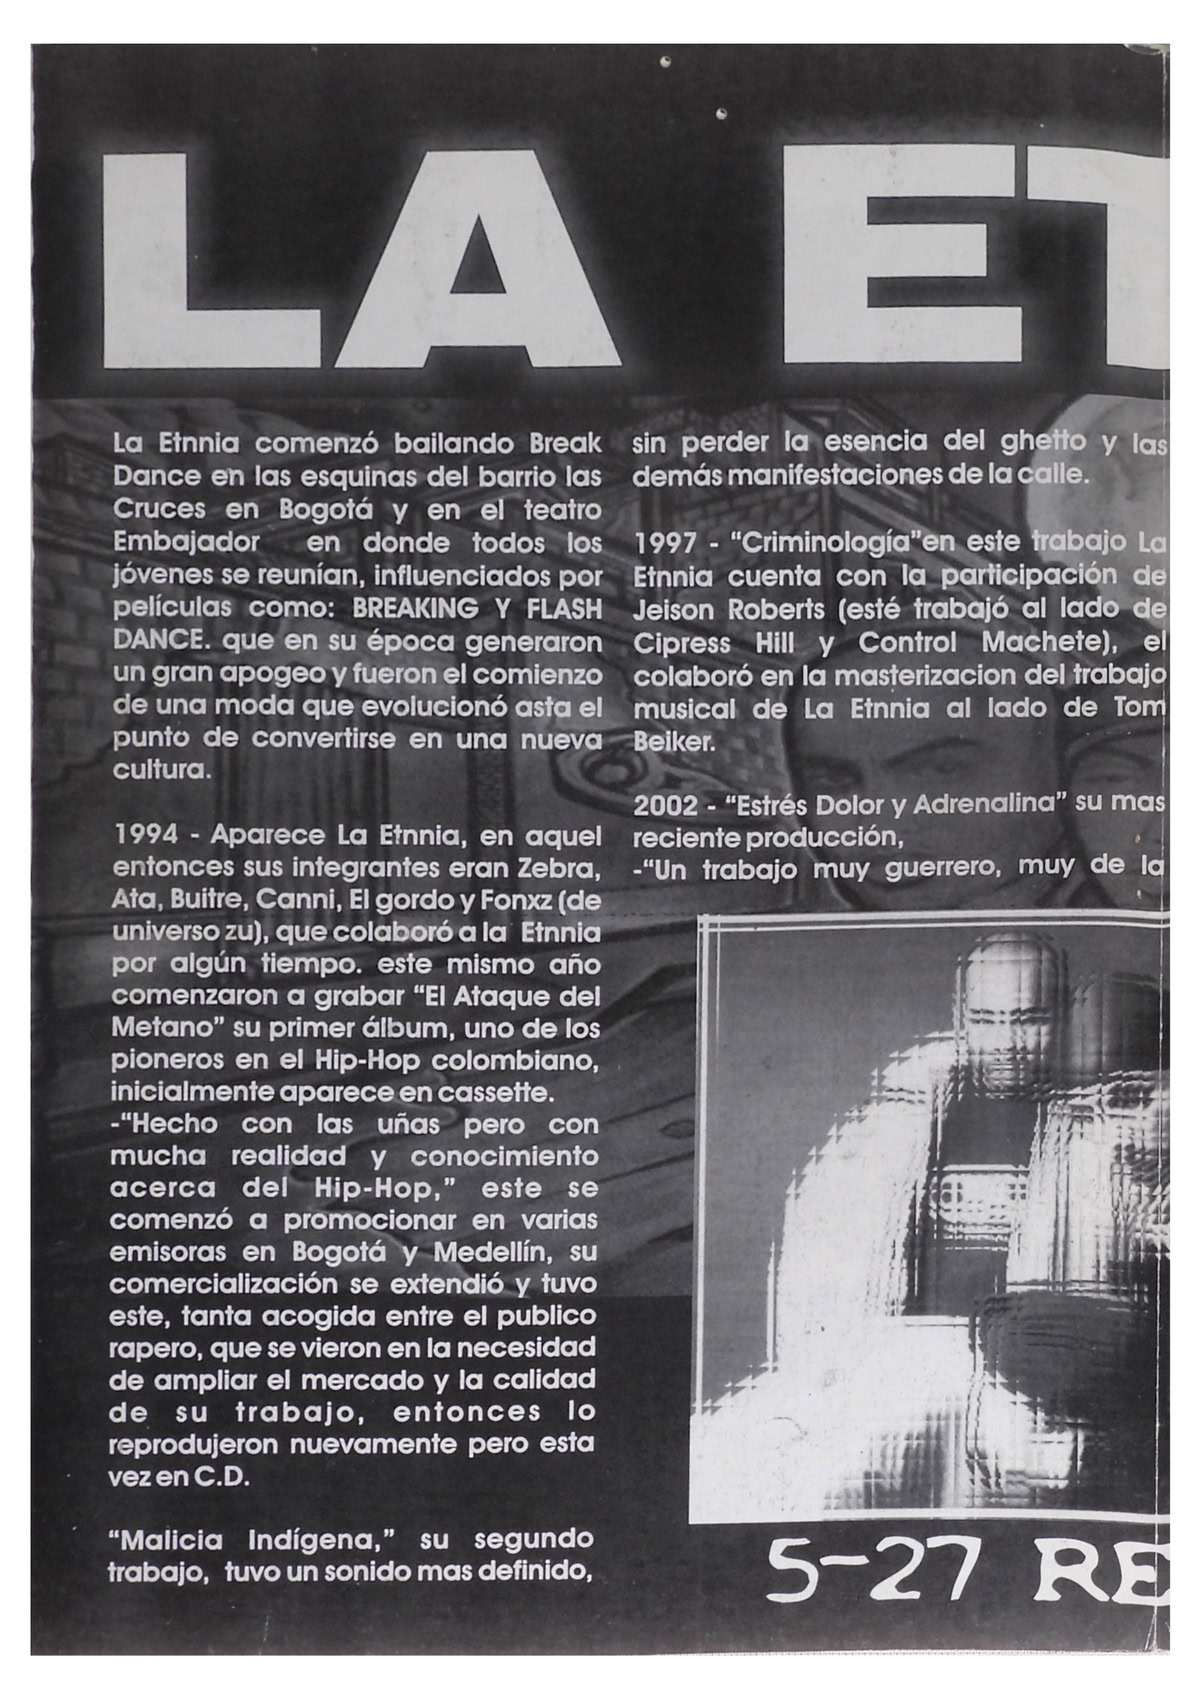 LA ET
La Etnnia comenzó bailando Break
Dance en las esquinas del barrio las
Cruces en Bogotá y en el teatro
Embajador en donde todos los
jóvenes se reunían, influenciados por
películas como: BREAKING Y FLASH
DANCE. que en su época generaron
un gran apogeo y fueron el comienzo
de una moda que evolucionó asta el
punto de convertirse en una nueva
cultura.
1994 - Aparece La Etnnia, en aquel
entonces sus integrantes eran Zebra,
Ata, Buitre, Canni, El gordo y Fonxz (de
universo zu), que colaboró a la Etnnia
por algún tiempo. este mismo año
comenzaron a grabar “El Ataque del
Metano” su primer álbum, uno de los
pioneros en el Hip-Hop colombiano,
inicialmente aparece en cassette.
-“Hecho con las uñas pero con
mucha realidad y conocimiento
acerca del Hip-Hop,” este se
comenzó a promocionar en varias
emisoras en Bogotá y Medellín, su
comercialización se extendió y tuvo
este, tanta acogida entre el publico
rapero, que se vieron en la necesidad
de ampliar el mercado y la calidad
de su trabajo, entonces lo
reprodujeron nuevamente pero esta
vez en C.D.
“Malicia Indígena,” su segundo
trabajo, tuvo un sonido mas definido,
sin perder la esencia del ghetto y las
demás manifestaciones de la calle.
1997 - “Criminología”en este trabajo La
Etnnia cuenta con la participación de
Jeison Roberts (esté trabajó al lado de
Cipress Hill y Control Machete), el
colaboró en la masterizacion del trabajo
musical de La Etnnia al lado de Tom
Beiker.
2002 - “Estrés Dolor y Adrenalina” su mas
reciente producción,
-“Un trabajo muy guerrero, muy de la
5-27 RE